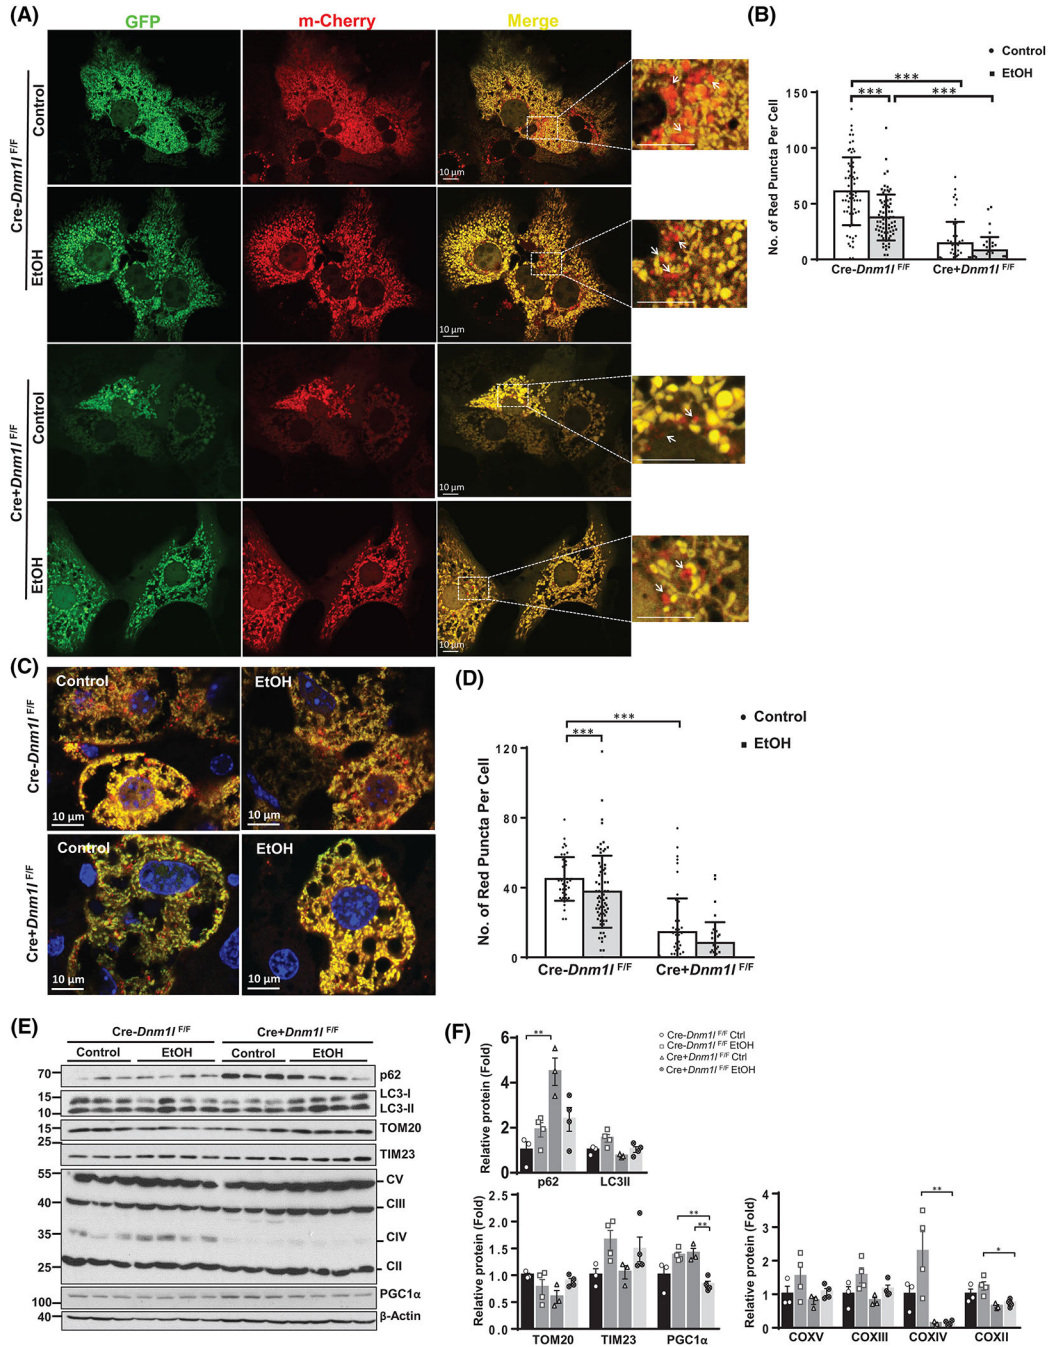 (A)
GFP
m-Cherry
Merge
Cre-Dnm1l F/F
Control
EtOH
Cre+Dnm1l F/F
Control
EtOH
10 μm
10 μm
10 μm
10 μm
(B)
Control
EtOH
No. of Red Puncta Per Cell
150
100
50
0
***
***
***
Cre-Dnm1l F/F
Cre+Dnm1l F/F
(C)
Cre-Dnm1l F/F
Cre+Dnm1l F/F
Control
EtOH
10 μm
10 μm
Control
EtOH
10 μm
10 μm
(D)
Control
EtOH
No. of Red Puncta Per Cell
120
80
40
0
***
***
Cre-Dnm1l F/F
Cre+Dnm1l F/F
(E)
Cre-Dnm1l F/F
Cre+Dnm1l F/F
Control
EtOH
Control
EtOH
70
p62
15
LC3-I
10
LC3-II
15
TOM20
25
TIM23
55
CV
40
CIII
35
CIV
25
CII
100
PGC1α
40
β-Actin
(F)
Cre-Dnm1l F/F Ctrl
Cre-Dnm1l F/F EtOH
Cre+Dnm1l F/F Ctrl
Cre+Dnm1l F/F EtOH
Relative protein (Fold)
6
4
2
0
**
p62
LC3II
Relative protein (Fold)
2.5
2.0
1.5
1.0
0.5
0
**
**
TOM20
TIM23
PGC1α
Relative protein (Fold)
4
3
2
1
0
**
*
COXV
COXIII
COXIV
COXII